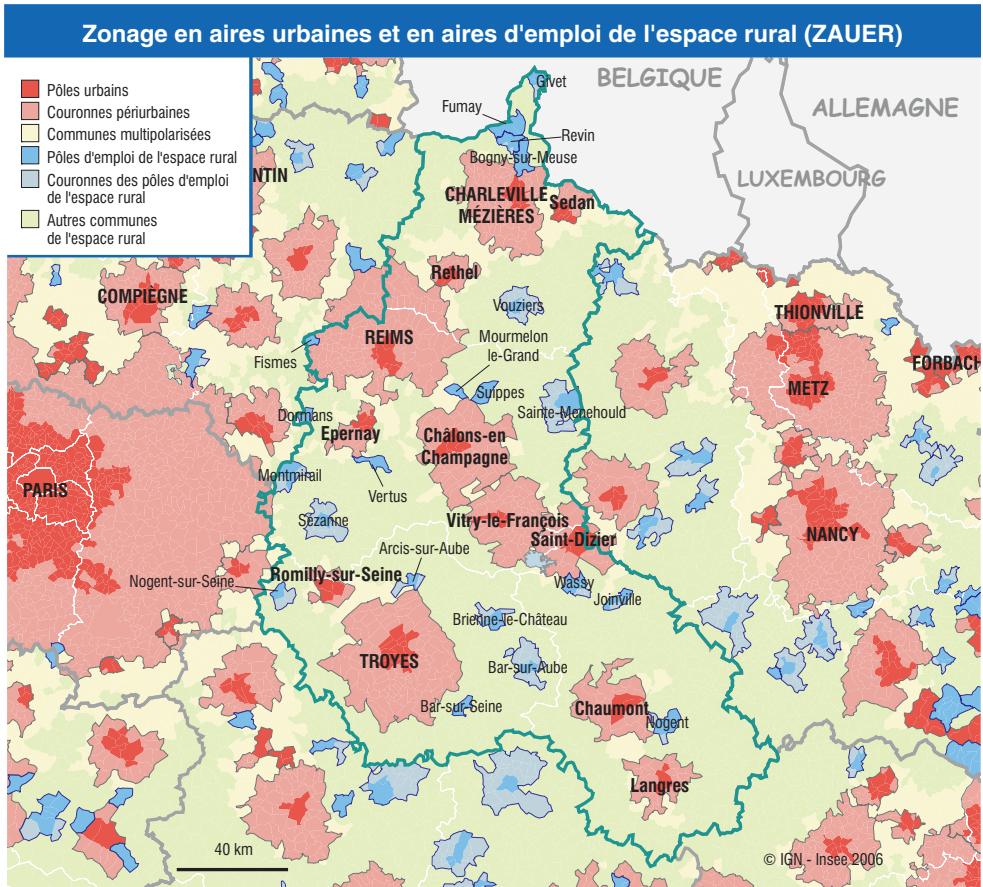 Zonage en aires urbaines et en aires d'emploi de l'espace rural (ZAUER)
Pôles urbains
Couronnes périurbaines
Communes multipolarisées
Pôles d'emploi de l'espace rural
Couronnes des pôles d'emploi
de l'espace rural
Autres communes
de l'espace rural
BELGIQUE
ALLEMAGNE
LUXEMBOURG
Givet
Fumay
Revin
Bogny-sur-Meuse
NTIN
CHARLEVILLE
MÉZIÈRES
Sedan
Rethel
COMPIÈGNE
Vouziers
THIONVILLE
REIMS
Mourmelon
le-Grand
Fismes
FORBACH
METZ
Suippes
Sainte-Menehould
Dormans
Epernay
Châlons-en
Champagne
Montmirail
PARIS
Vertus
Sézanne
Vitry-le-François
Saint-Dizier
NANCY
Arcis-sur-Aube
Romilly-sur-Seine
Nogent-sur-Seine
Wassy
Joinville
Brienne-le-Château
TROYES
Bar-sur-Aube
Bar-sur-Seine
Chaumont
Nogent
Langres
40 km
© IGN - Insee 2006